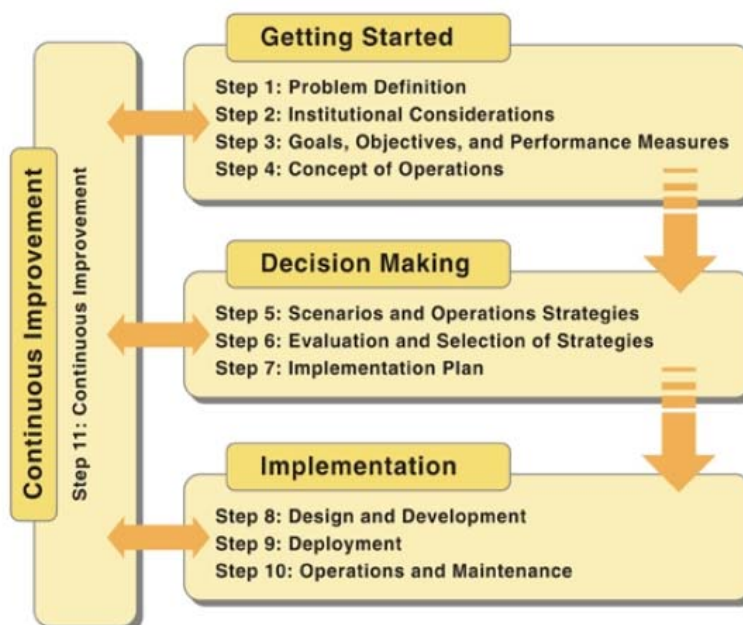 Getting Started
Step 1: Problem Definition
Step 2: Institutional Considerations
Step 3: Goals, Objectives, and Performance Measures
Step 4: Concept of Operations
Decision Making
Step 5: Scenarios and Operations Strategies
Step 6: Evaluation and Selection of Strategies
Step 7: Implementation Plan
Implementation
Step 8: Design and Development
Step 9: Deployment
Step 10: Operations and Maintenance
Continuous Improvement
Step 11: Continuous Improvement